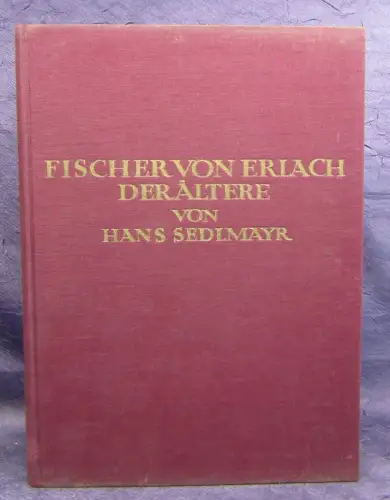 FISCHER VON ERLACH
DER ÄLTERE
VON
HANS SEDLMAYR